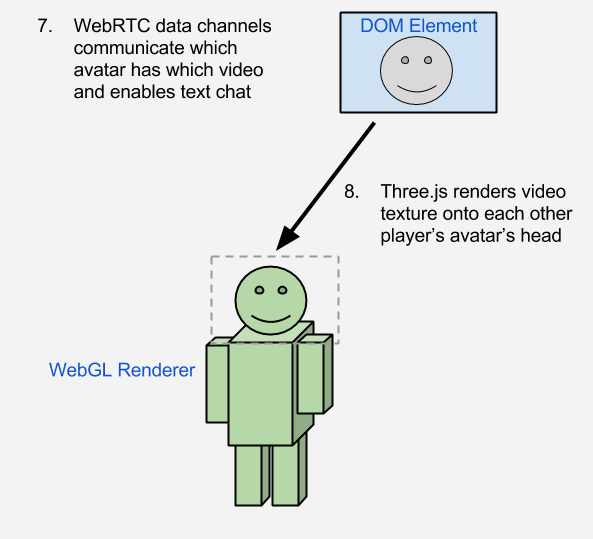 7. WebRTC data channels
communicate which
avatar has which video
and enables text chat
DOM Element
8. Three.js renders video
texture onto each other
player's avatar's head
WebGL Renderer